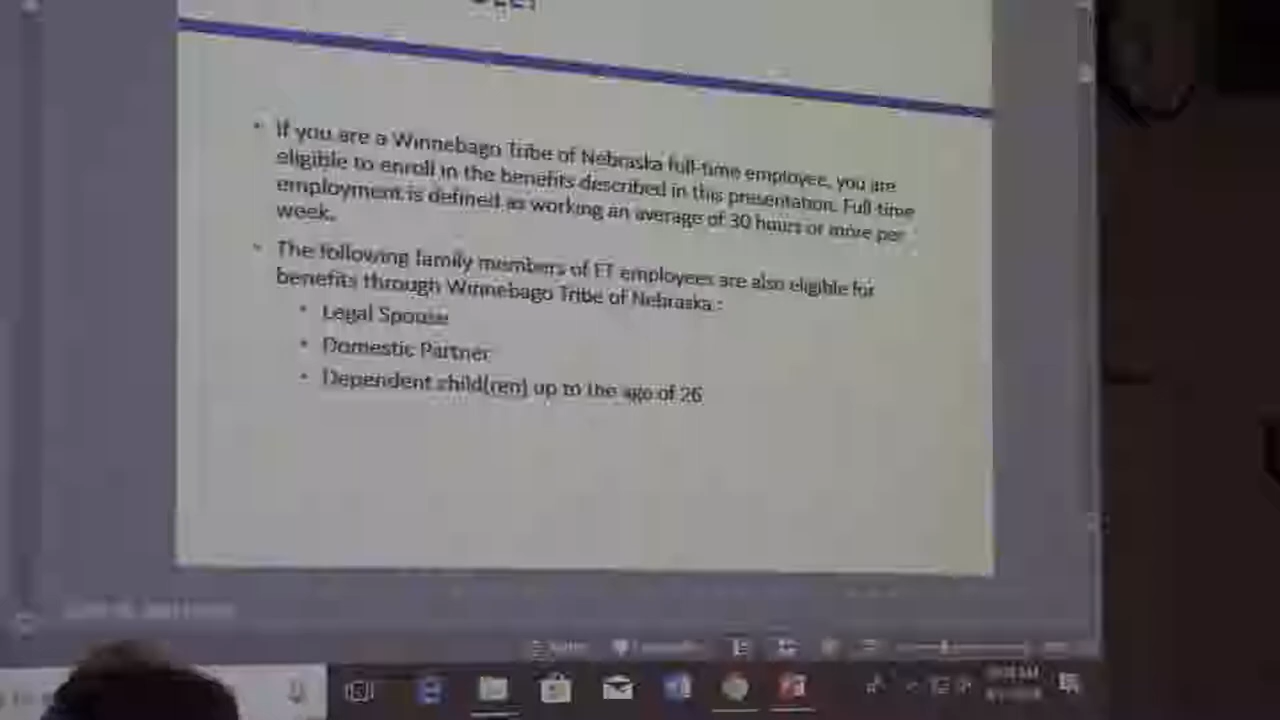 • If you are a Winnebago Tribe of Nebraska full-time employee, you are
eligible to enroll in the benefits described in this presentation. Full-time
employment is defined as working an average of 30 hours or more per
week.
• The following family members of FT employees are also eligible for
benefits through Winnebago Tribe of Nebraska.:
• Legal Spouse
• Domestic Partner
• Dependent child(ren) up to the age of 26